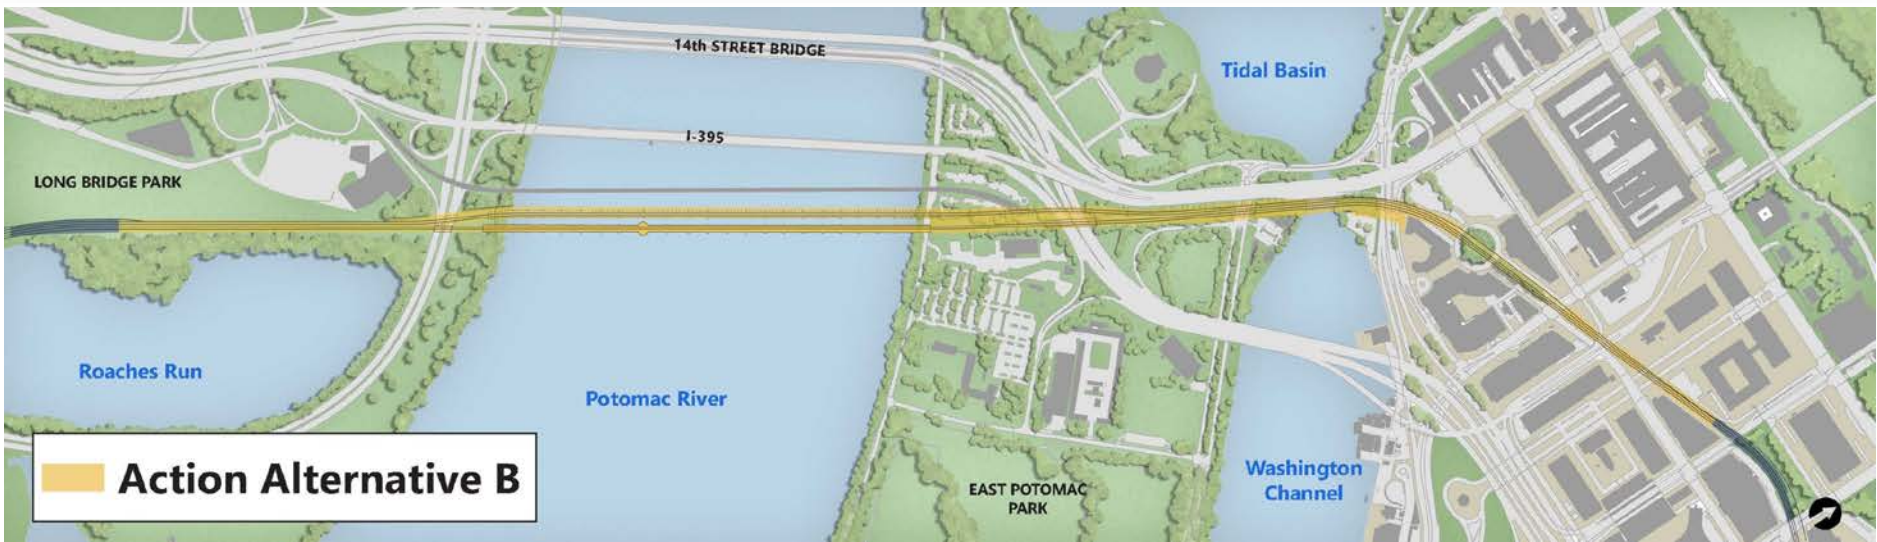 14th STREET BRIDGE
Tidal Basin
I-395
LONG BRIDGE PARK
Roaches Run
Potomac River
Washington
Channel
EAST POTOMAC
PARK
Action Alternative B